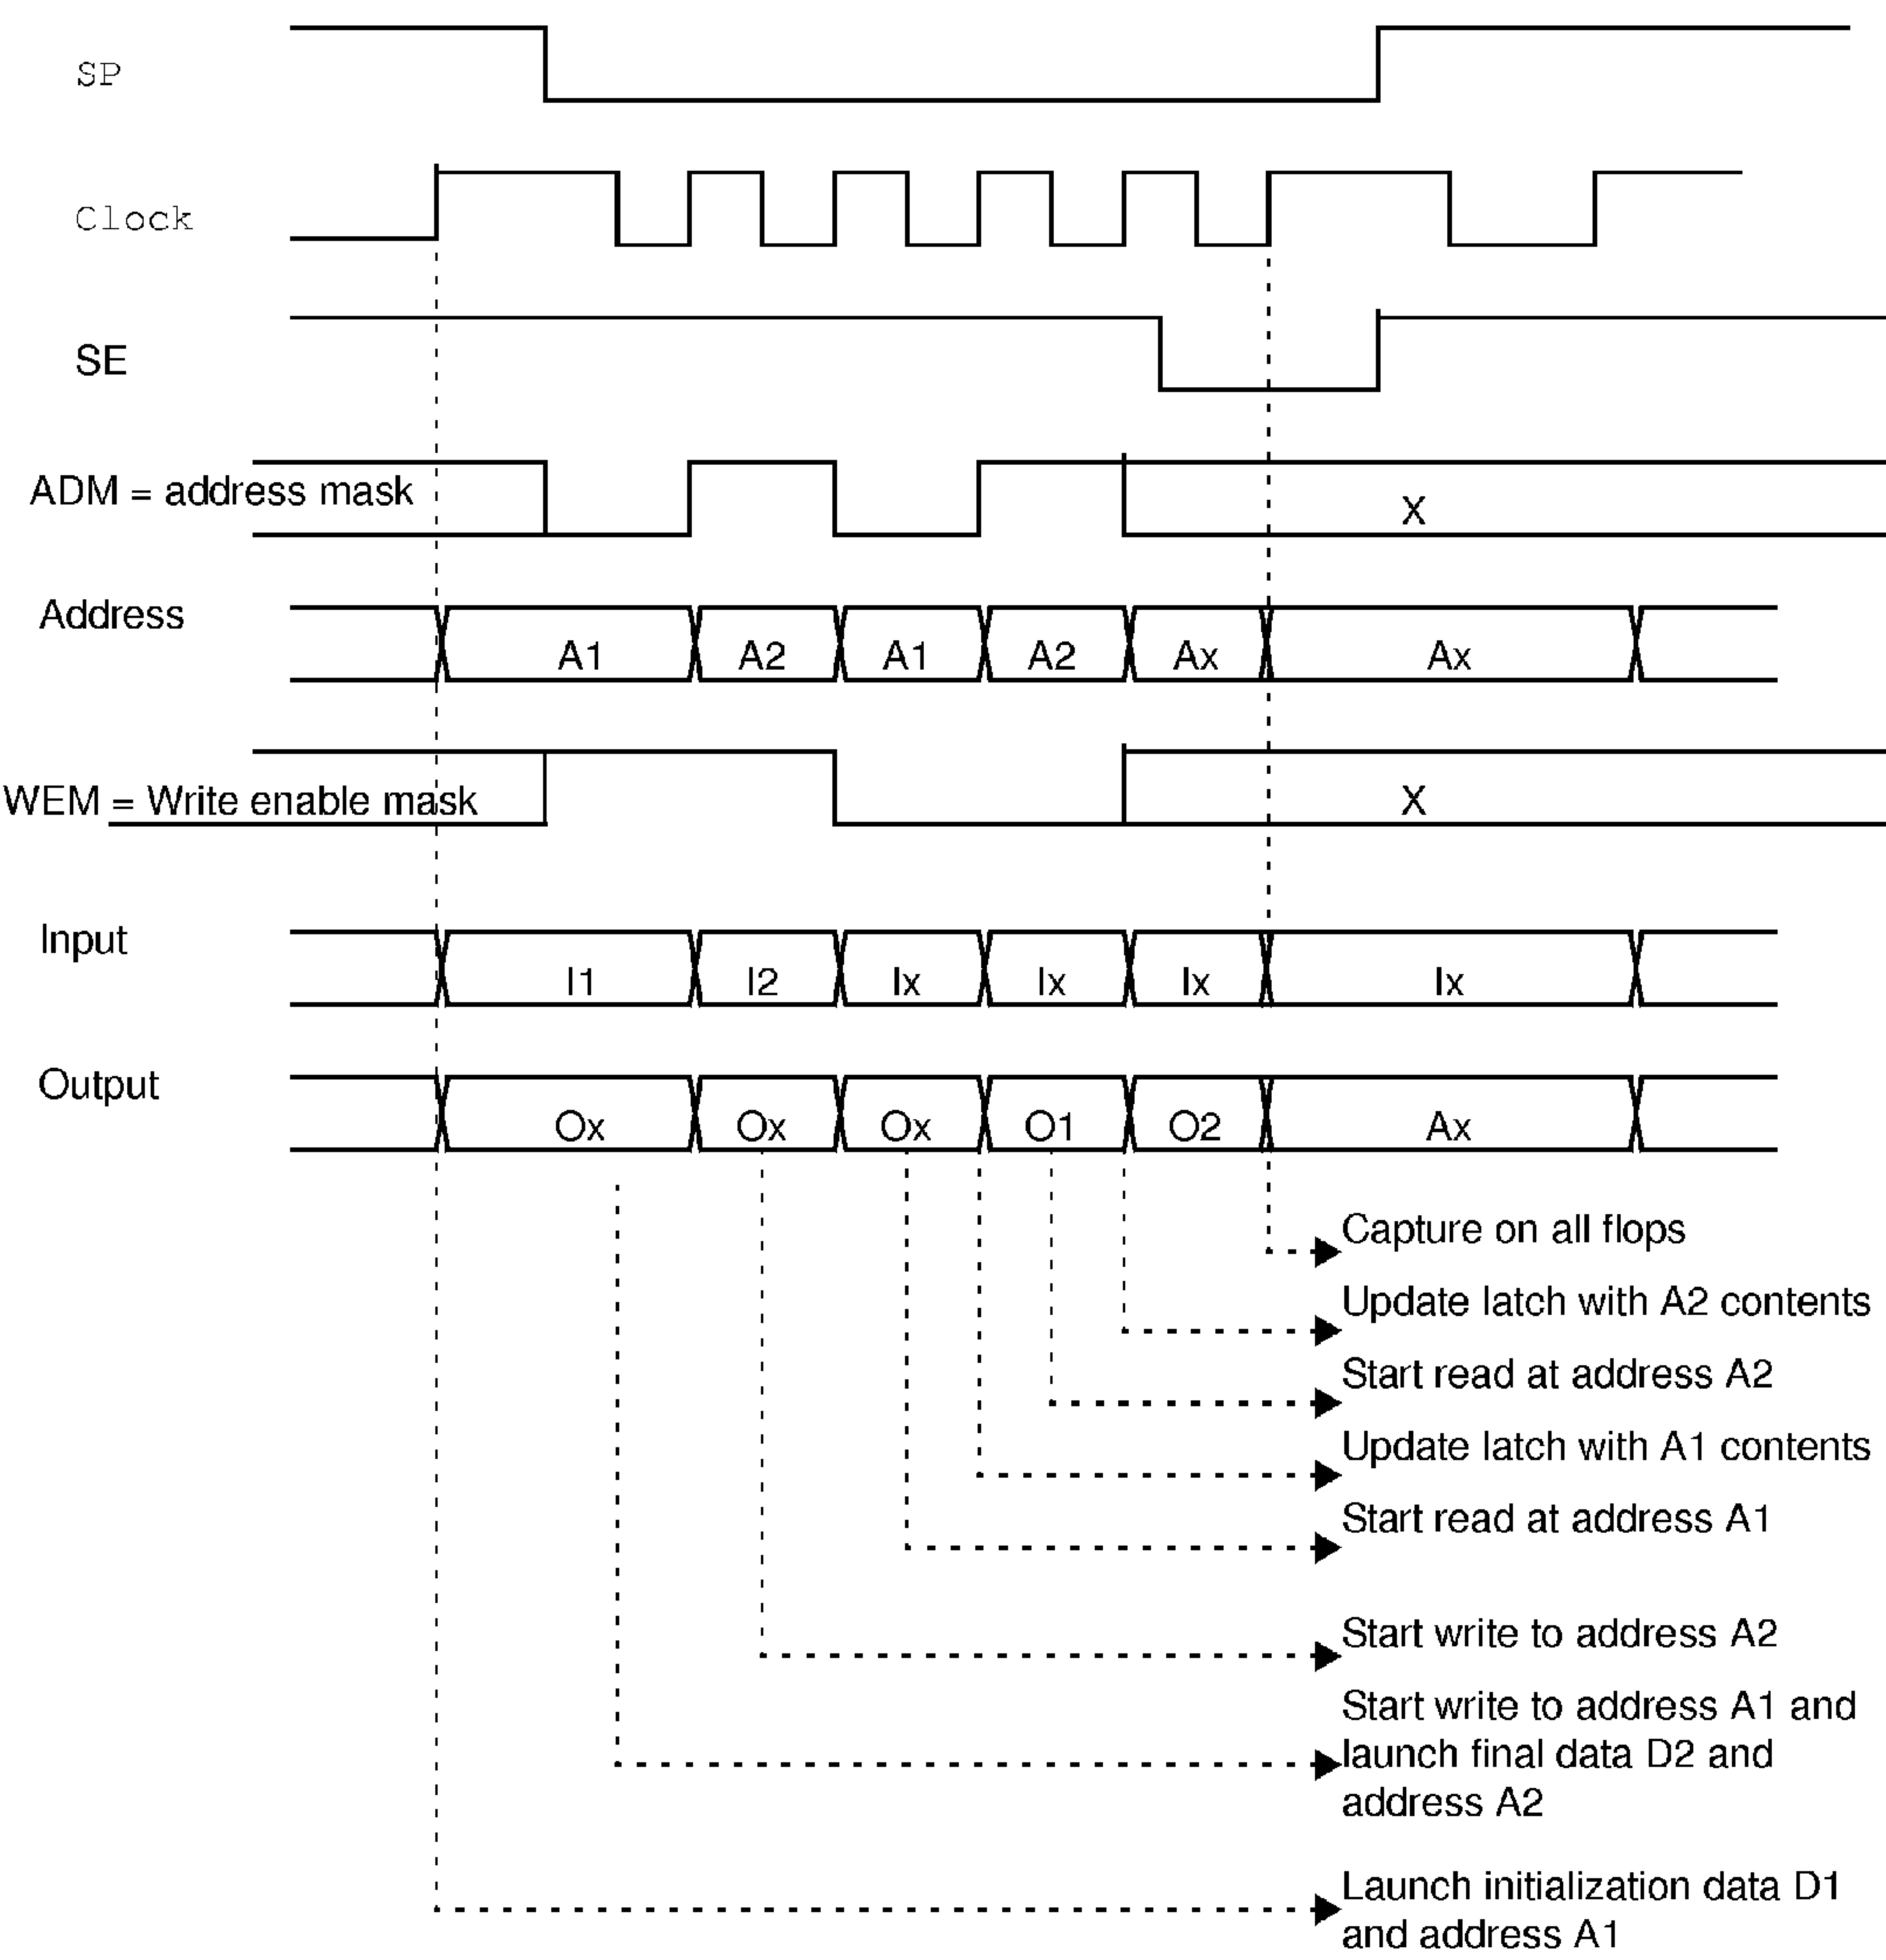 SP
Clock
SE
ADM = address mask
X
Address
A1 A2 A1 A2 Ax Ax
WEM = Write enable mask
X
Input
I1 I2 Ix Ix Ix Ix
Output
Ox Ox Ox O1 O2 Ax
Capture on all flops
Update latch with A2 contents
Start read at address A2
Update latch with A1 contents
Start read at address A1
Start write to address A2
Start write to address A1 and
launch final data D2 and
address A2
Launch initialization data D1
and address A1